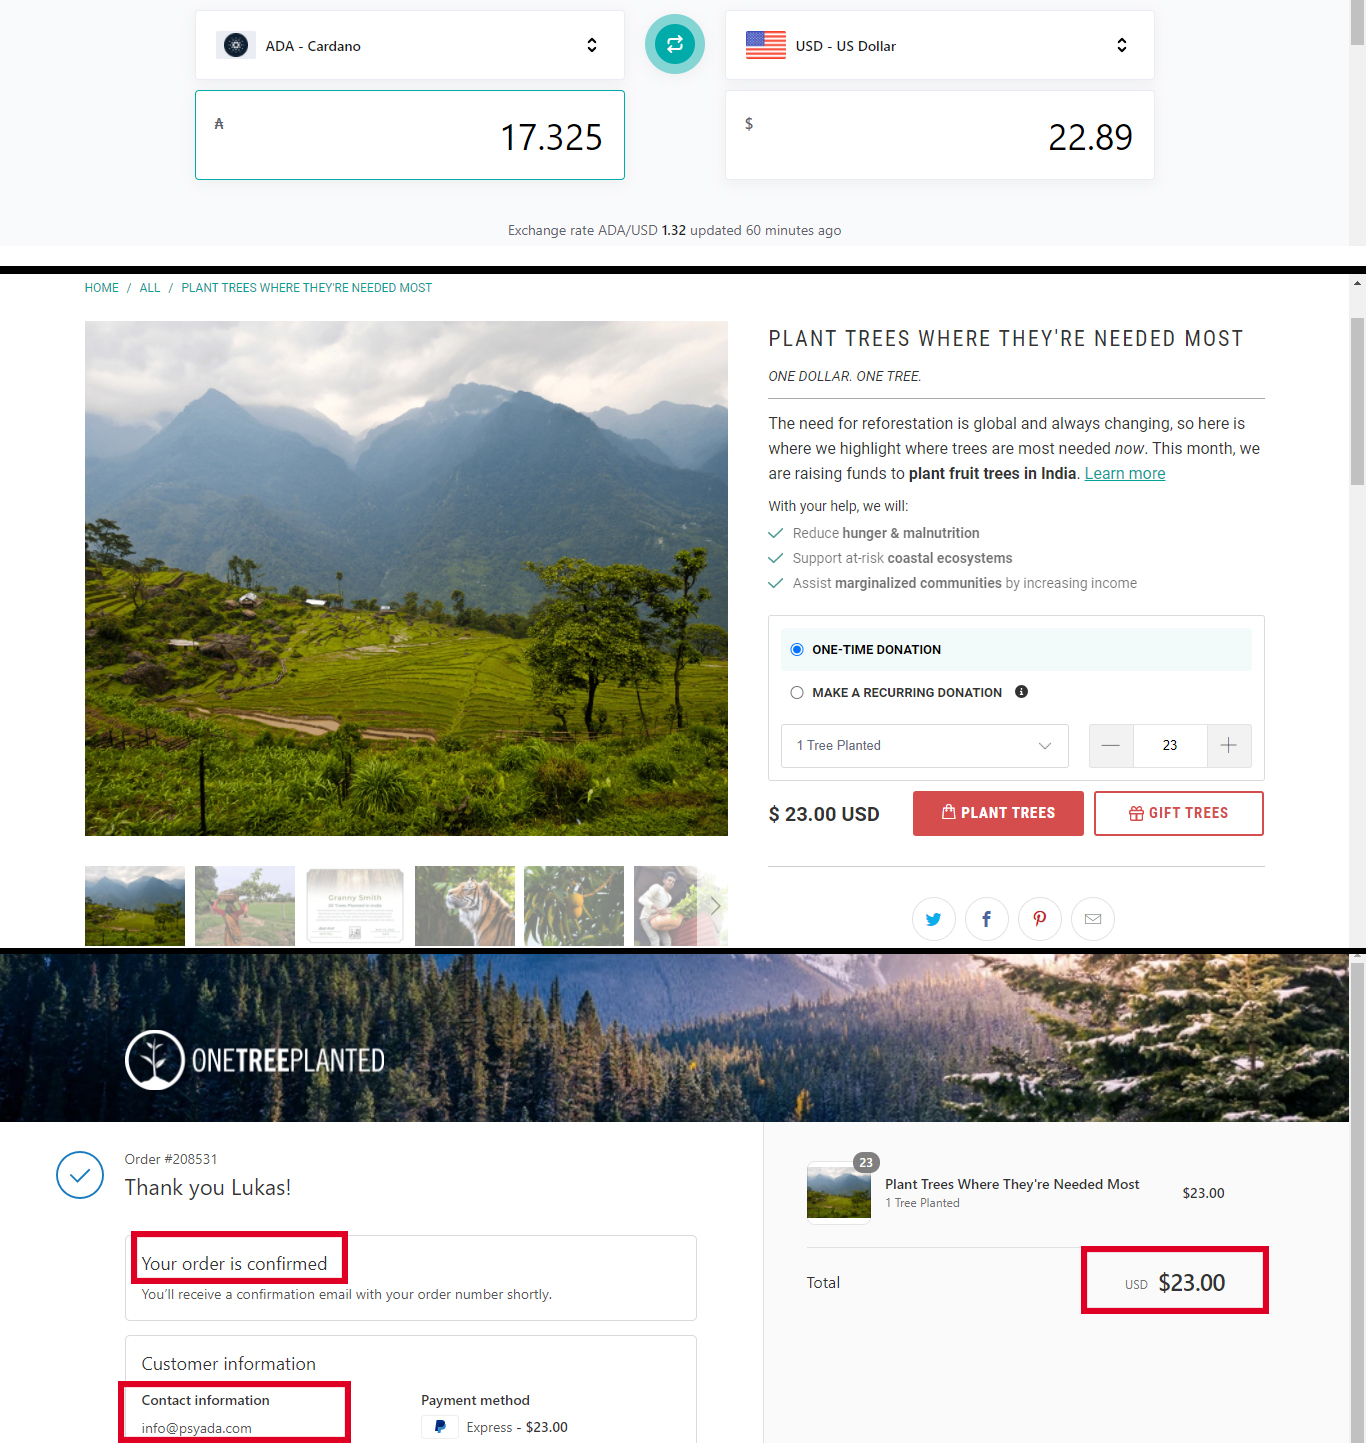 ADA - Cardano
USD - US Dollar
₳
17.325
$
22.89
Exchange rate ADA/USD 1.32 updated 60 minutes ago
HOME / ALL / PLANT TREES WHERE THEY'RE NEEDED MOST
PLANT TREES WHERE THEY'RE NEEDED MOST
ONE DOLLAR. ONE TREE.
The need for reforestation is global and always changing, so here is
where we highlight where trees are most needed now. This month, we
are raising funds to plant fruit trees in India. Learn more
With your help, we will:
Reduce hunger & malnutrition
Support at-risk coastal ecosystems
Assist marginalized communities by increasing income
ONE-TIME DONATION
MAKE A RECURRING DONATION
1 Tree Planted
23
$ 23.00 USD
PLANT TREES
GIFT TREES
Granny Smith
ONETREEPLANTED
Order #208531
Thank you Lukas!
Your order is confirmed
You'll receive a confirmation email with your order number shortly.
Customer information
Contact information
info@psyada.com
Payment method
Express - $23.00
23
Plant Trees Where They're Needed Most
1 Tree Planted
$23.00
Total
USD $23.00